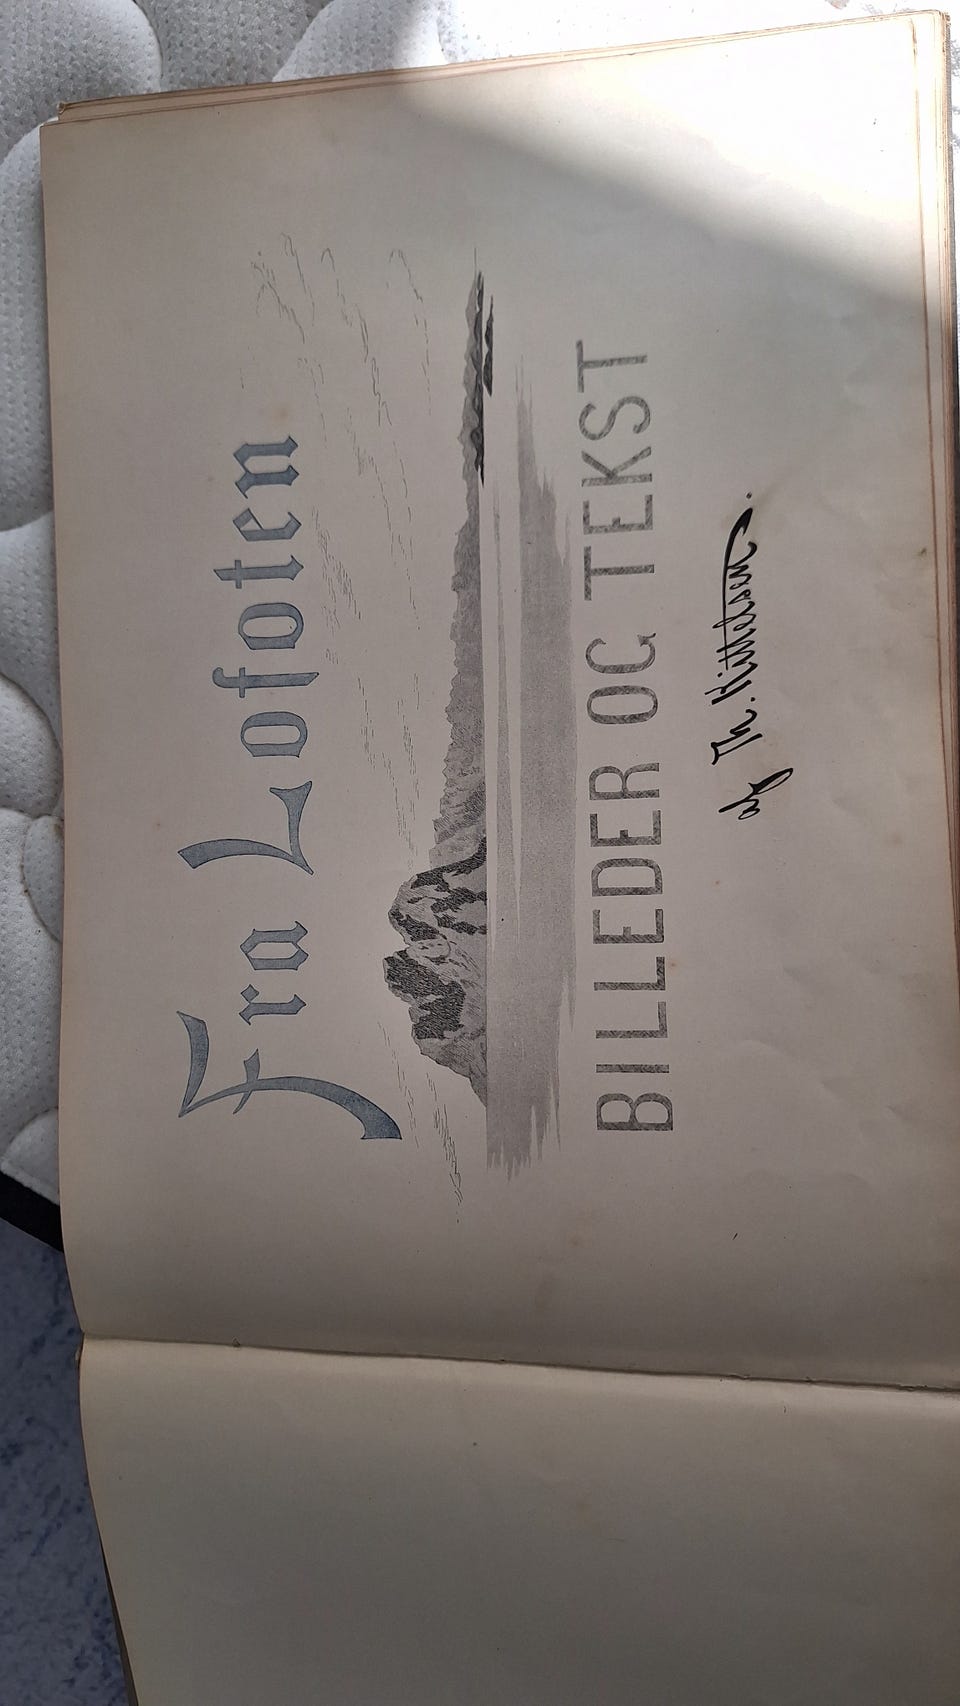 Fra Lofoten
BILLEDER OG TEKST
af Th. Kittelsen.